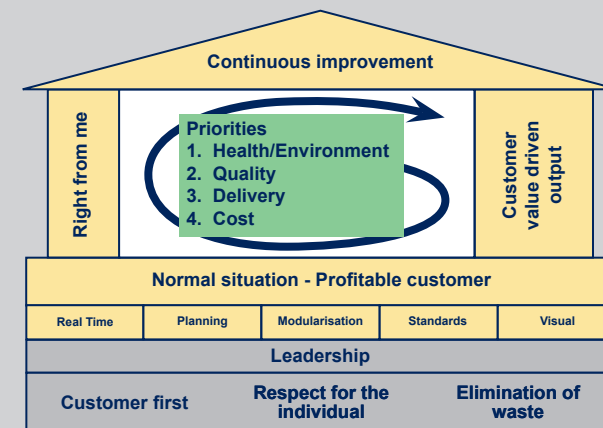 Continuous improvement
Right from me
Priorities
1. Health/Environment
2. Quality
3. Delivery
4. Cost
Customer
value driven
output
Normal situation - Profitable customer
Real Time
Planning
Modularisation
Standards
Visual
Leadership
Customer first
Respect for the
individual
Elimination of
waste